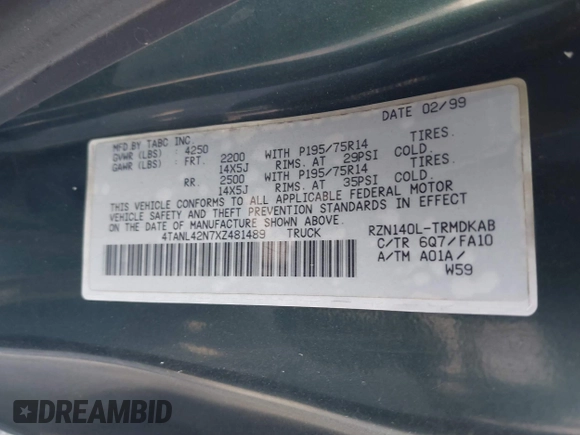 DATE 02/99
MFD.BY TABC INC.
GVWR (LBS) 4250
GAWR (LBS) FRT. 2200 WITH P195/75R14 TIRES.
14X5J RIMS. AT 29PSI COLD.
RR. 2500 WITH P195/75R14 TIRES.
14X5J RIMS. AT 35PSI COLD.
THIS VEHICLE CONFORMS TO ALL APPLICABLE FEDERAL MOTOR
VEHICLE SAFETY AND THEFT PREVENTION STANDARDS IN EFFECT
ON THE DATE OF MANUFACTURE SHOWN ABOVE.
4TANL42N7XZ481489 TRUCK
RZN140L-TRMDKAB
C/TR 6Q7/FA10
A/TM A01A/
W59
DREAMBID